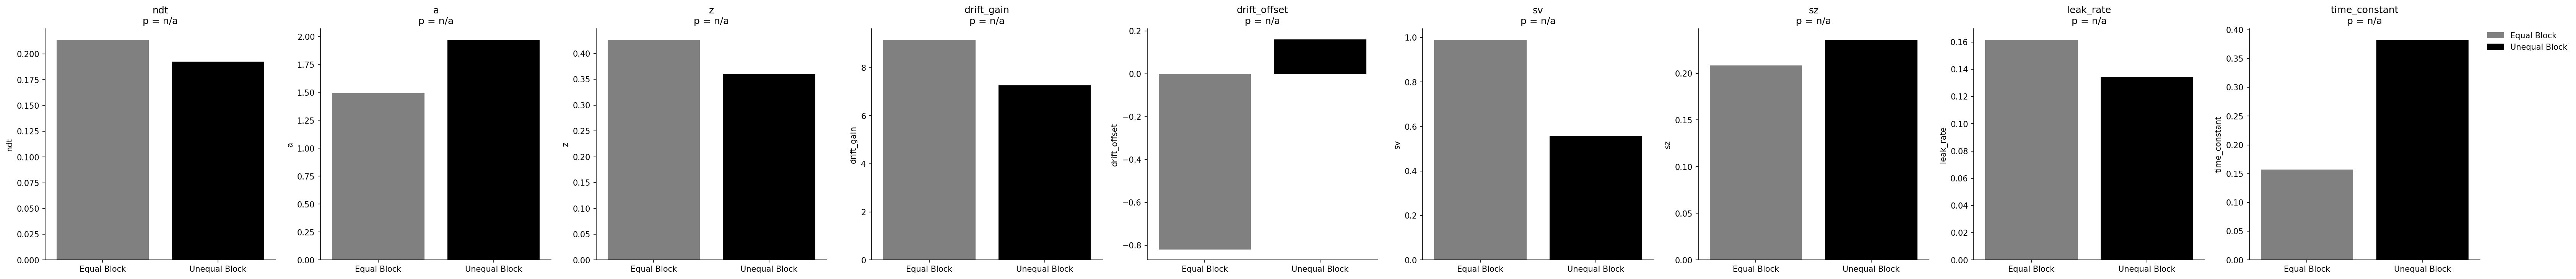 ndt
p = n/a
0.200
0.175
0.150
0.125
0.100
0.075
0.050
0.025
0.000
ndt
Equal Block
Unequal Block
a
p = n/a
2.00
1.75
1.50
1.25
1.00
0.75
0.50
0.25
0.00
a
Equal Block
Unequal Block
z
p = n/a
0.40
0.35
0.30
0.25
0.20
0.15
0.10
0.05
0.00
z
Equal Block
Unequal Block
drift_gain
p = n/a
8
6
4
2
0
drift_gain
Equal Block
Unequal Block
drift_offset
p = n/a
0.2
0.0
−0.2
−0.4
−0.6
−0.8
drift_offset
Equal Block
Unequal Block
sv
p = n/a
1.0
0.8
0.6
0.4
0.2
0.0
sv
Equal Block
Unequal Block
sz
p = n/a
0.20
0.15
0.10
0.05
0.00
sz
Equal Block
Unequal Block
leak_rate
p = n/a
0.16
0.14
0.12
0.10
0.08
0.06
0.04
0.02
0.00
leak_rate
Equal Block
Unequal Block
time_constant
p = n/a
0.40
0.35
0.30
0.25
0.20
0.15
0.10
0.05
0.00
time_constant
Equal Block
Unequal Block
Equal Block
Unequal Block